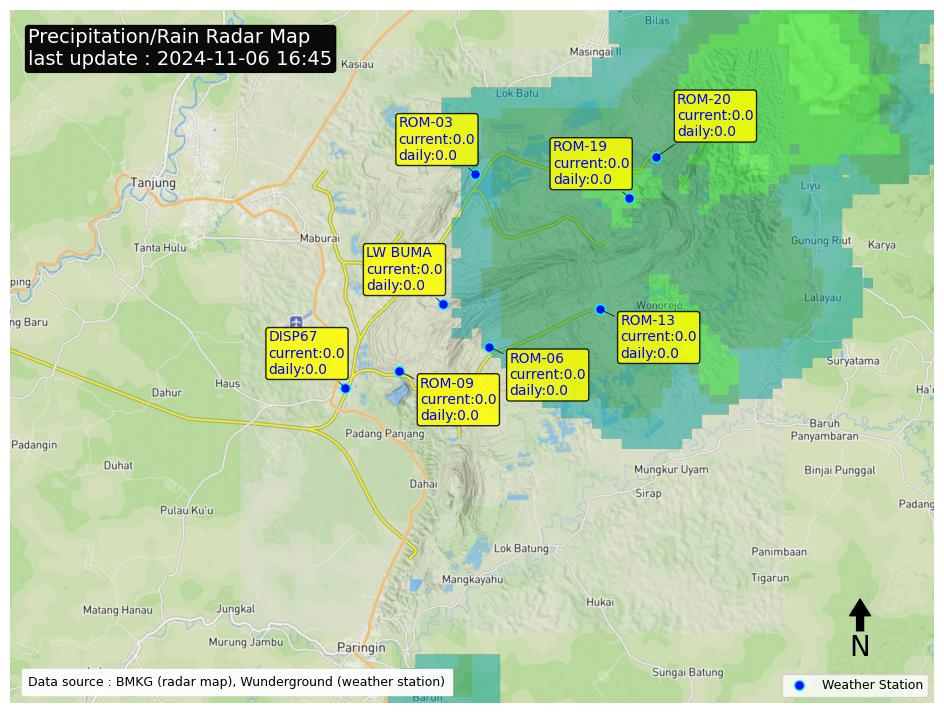 Precipitation/Rain Radar Map
last update : 2024-11-06 16:45
Bilas
Masingai II
Kasiau
Lok Batu
ROM-20
current:0.0
daily:0.0
ROM-03
current:0.0
daily:0.0
ROM-19
current:0.0
daily:0.0
Tanjung
Liyu
Maburai
Tanta Hulu
Gunung Riut
Karya
LW BUMA
current:0.0
daily:0.0
ping
Lalayau
Wonorejo
ng Baru
ROM-13
current:0.0
daily:0.0
DISP67
current:0.0
daily:0.0
ROM-06
current:0.0
daily:0.0
Suryatama
Haus
Dahur
ROM-09
current:0.0
daily:0.0
Ha'o
Baruh
Panyambaran
Padang Panjang
Padangin
Duhat
Mungkur Uyam
Binjai Punggal
Dahai
Sirap
Padang
Pulau Ku'u
Lok Batung
Panimbaan
Mangkayahu
Tigarun
Hukai
Matang Hanau
Jungkal
Murung Jambu
Paringin
N
Sungai Batung
Data source : BMKG (radar map), Wunderground (weather station)
Weather Station
Baruh